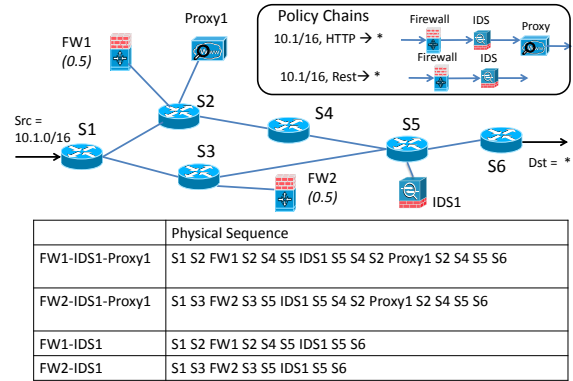 Proxy1
FW1
(0.5)
Policy Chains
10.1/16, HTTP → *
Firewall
IDS
Proxy
10.1/16, Rest→ *
Firewall
IDS
Src =
10.1.0/16
S1
S2
S4
S3
S5
S6
Dst = *
FW2
(0.5)
IDS1
Physical Sequence
FW1-IDS1-Proxy1 S1 S2 FW1 S2 S4 S5 IDS1 S5 S4 S2 Proxy1 S2 S4 S5 S6
FW2-IDS1-Proxy1 S1 S3 FW2 S3 S5 IDS1 S5 S4 S2 Proxy1 S2 S4 S5 S6
FW1-IDS1 S1 S2 FW1 S2 S4 S5 IDS1 S5 S6
FW2-IDS1 S1 S3 FW2 S3 S5 IDS1 S5 S6